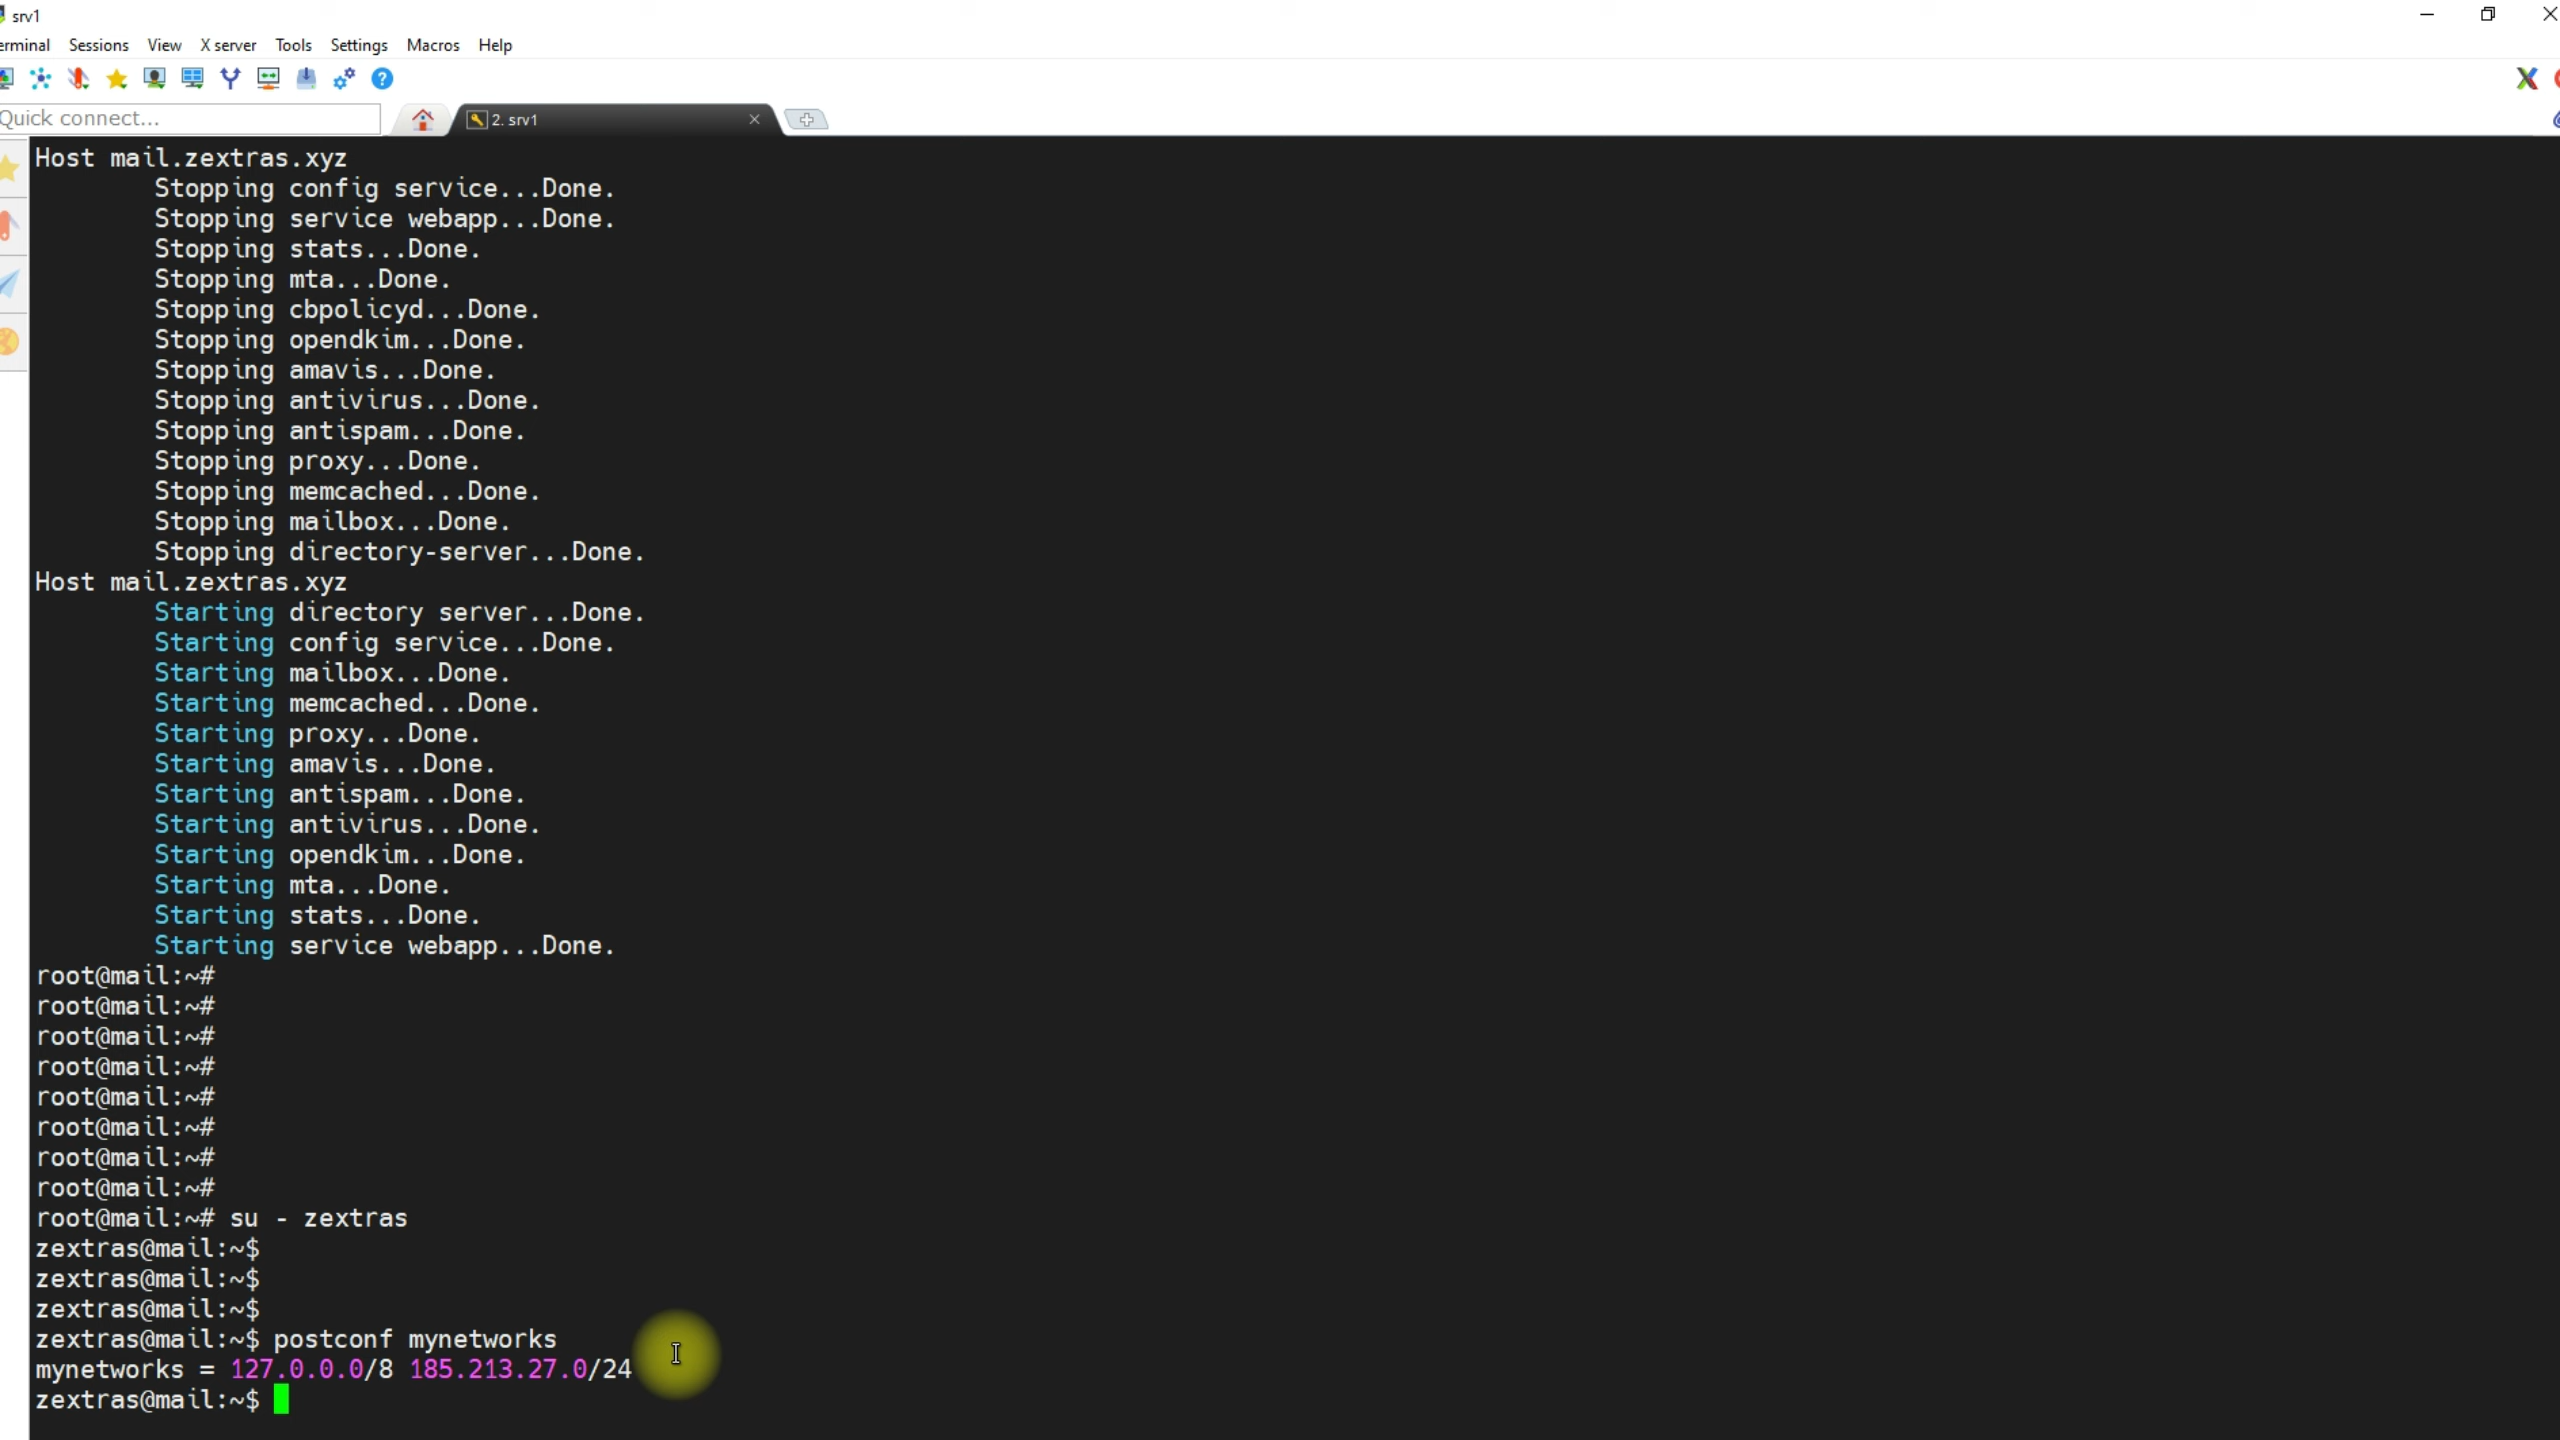 srv1
erminal Sessions View X server Tools Settings Macros Help
Quick connect...
2. srv1
Host mail.zextras.xyz
Stopping config service...Done.
Stopping service webapp...Done.
Stopping stats...Done.
Stopping mta...Done.
Stopping cbpolicyd...Done.
Stopping opendkim...Done.
Stopping amavis...Done.
Stopping antivirus...Done.
Stopping antispam...Done.
Stopping proxy...Done.
Stopping memcached...Done.
Stopping mailbox...Done.
Stopping directory-server...Done.
Host mail.zextras.xyz
Starting directory server...Done.
Starting config service...Done.
Starting mailbox...Done.
Starting memcached...Done.
Starting proxy...Done.
Starting amavis...Done.
Starting antispam...Done.
Starting antivirus...Done.
Starting opendkim...Done.
Starting mta...Done.
Starting stats...Done.
Starting service webapp...Done.
root@mail:~#
root@mail:~#
root@mail:~#
root@mail:~#
root@mail:~#
root@mail:~#
root@mail:~#
root@mail:~#
root@mail:~# su - zextras
zextras@mail:~$
zextras@mail:~$
zextras@mail:~$
zextras@mail:~$ postconf mynetworks
mynetworks = 127.0.0.0/8 185.213.27.0/24
zextras@mail:~$